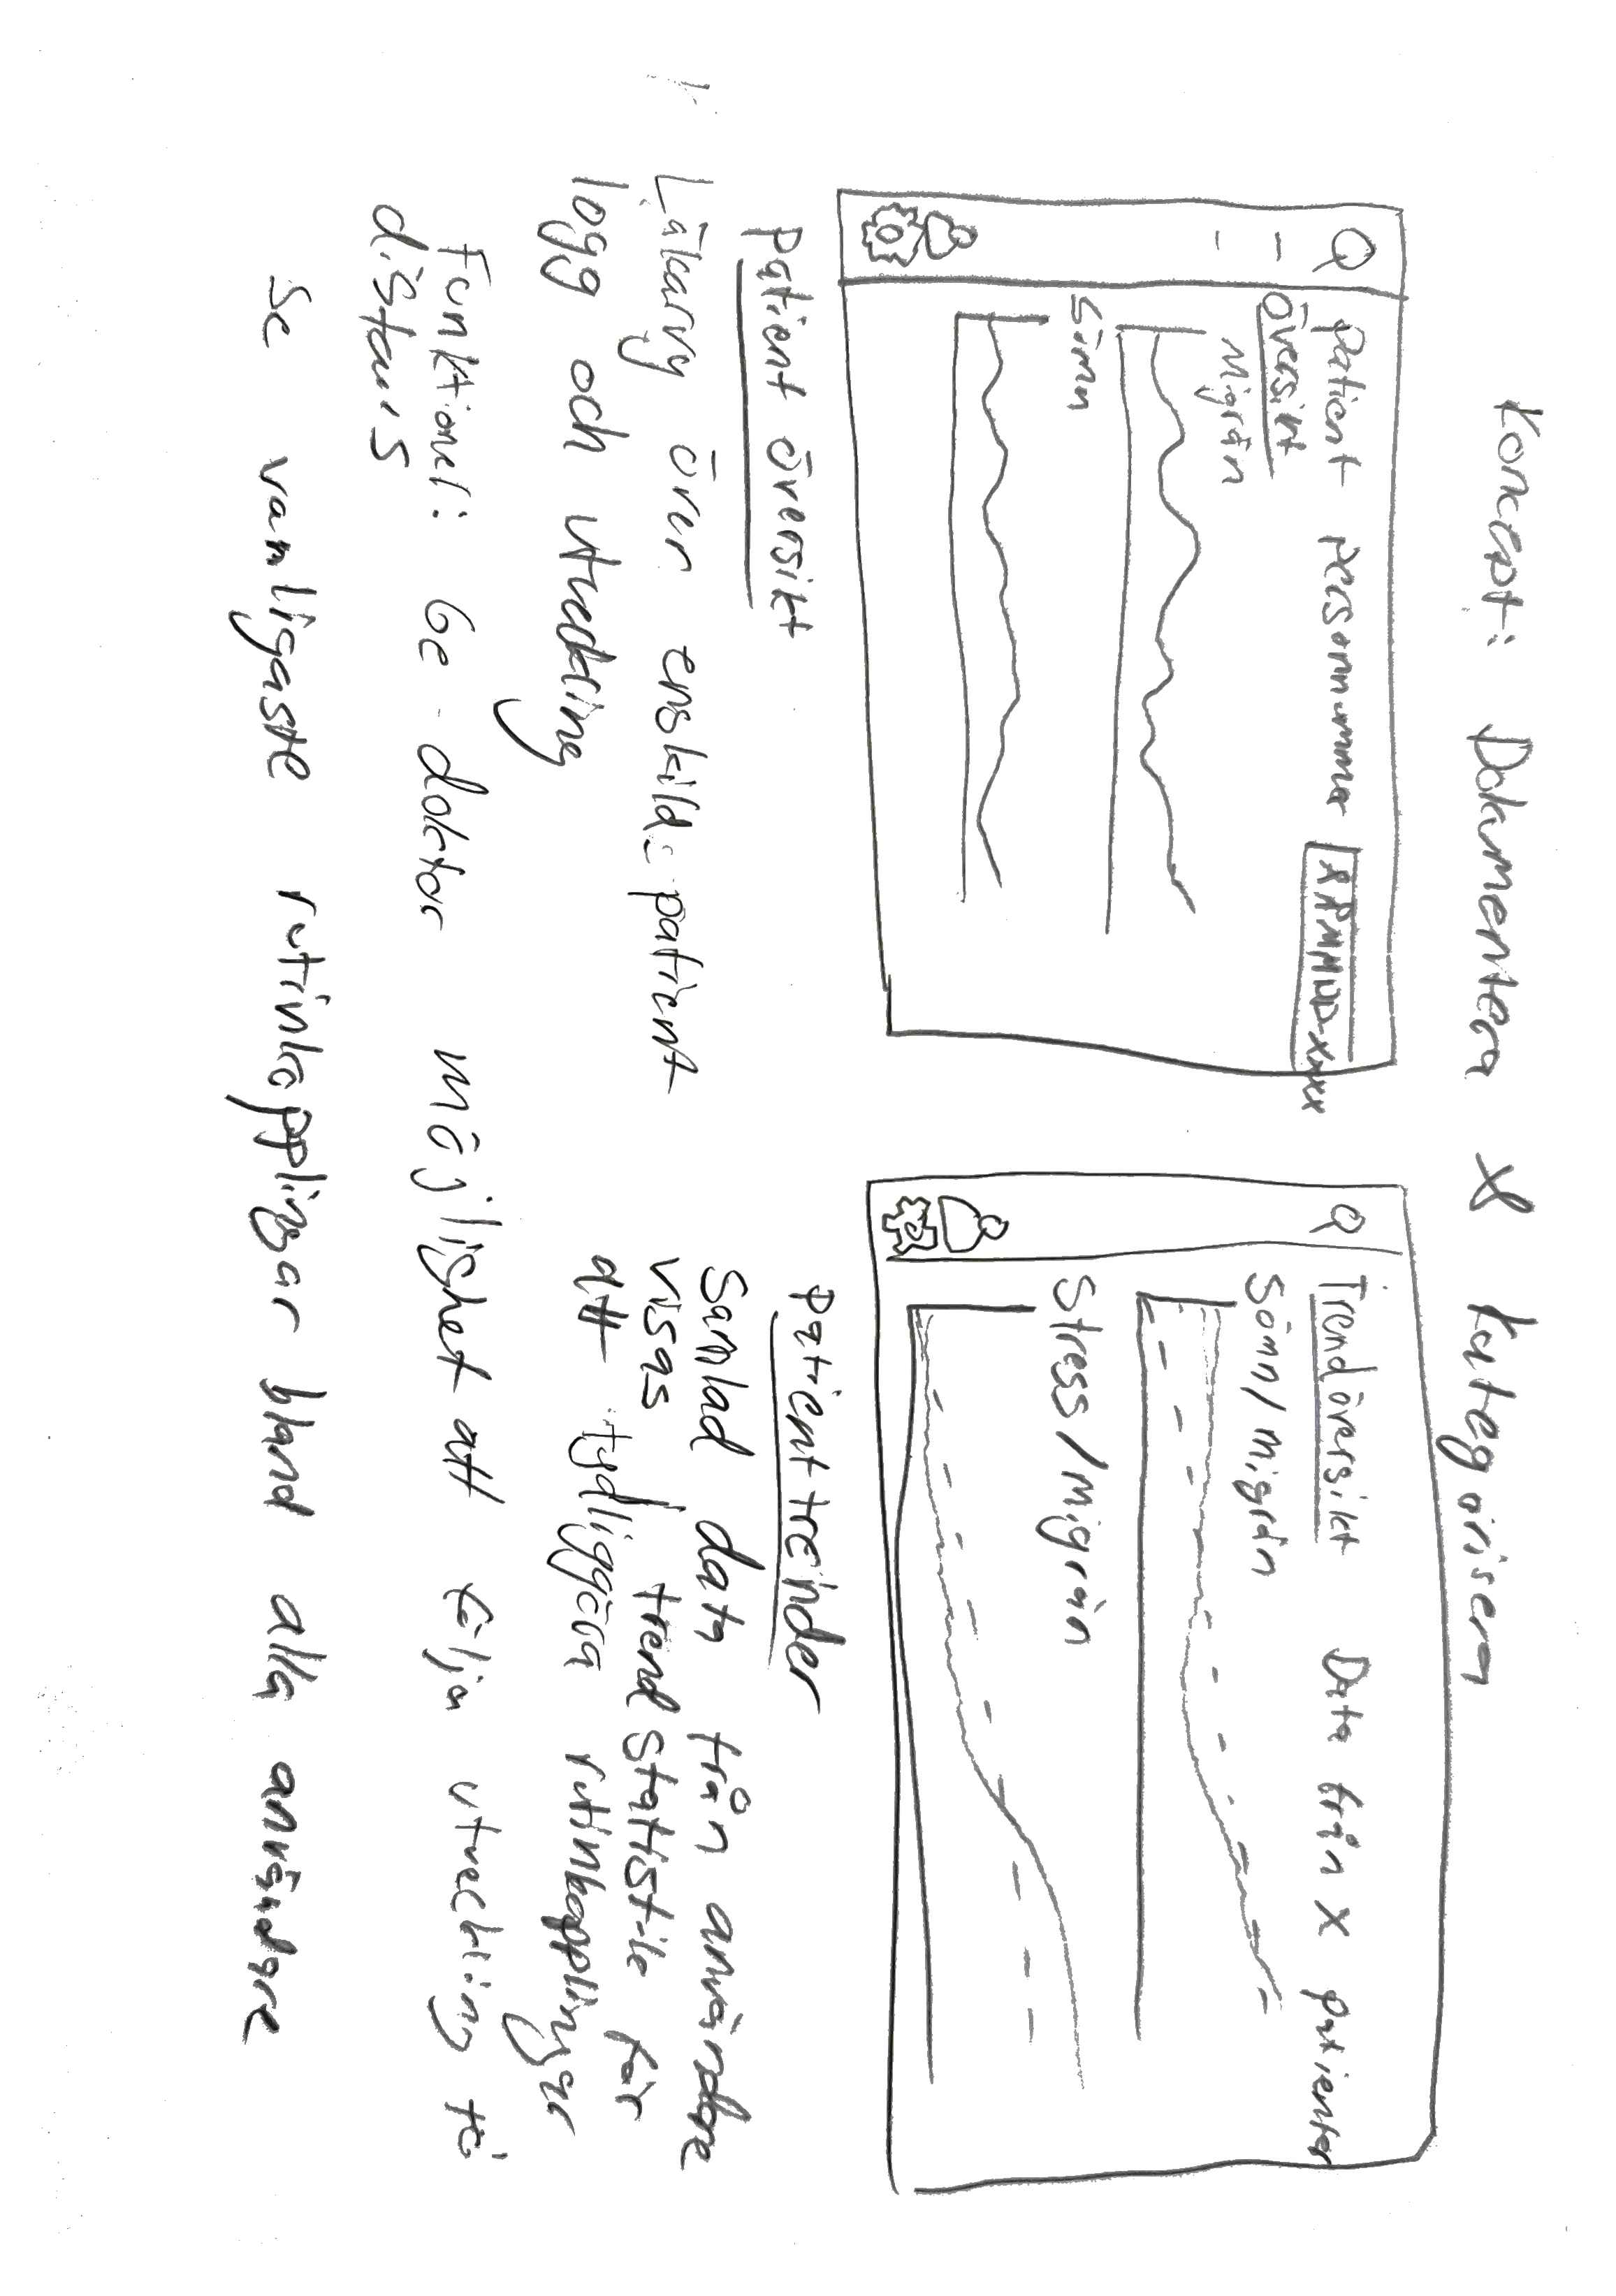 Koncept: Dokumentera & Kategorisera
Patient Personnummer ÅÅMMDD-xxxx
Översikt
Migrän
Sömn
Trendöversikt Data från X patienter
Sömn/migrän
Stress/migrän
Patient översikt
Läkarvy över enskild patient
logg och utveckling
Patient trender
Samlad data från användare
visas trend statistik för
att tydliggöra rutinkopplingar
Funktionel: Ge doktor möjlighet att följa utveckling på
distans
Se vanligaste rutinkopplingar bland alla användare